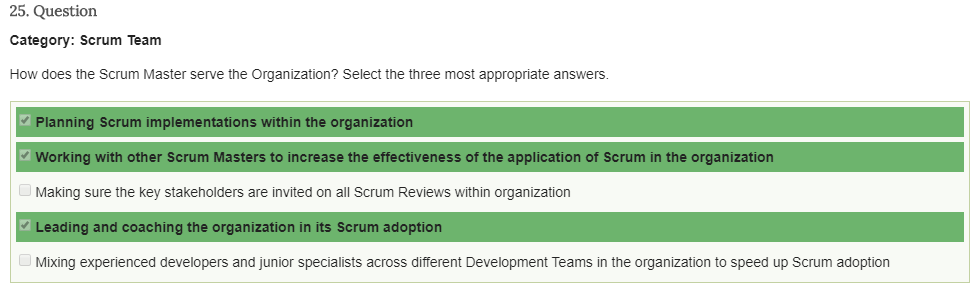 25. Question
Category: Scrum Team
How does the Scrum Master serve the Organization? Select the three most appropriate answers.
Planning Scrum implementations within the organization
Working with other Scrum Masters to increase the effectiveness of the application of Scrum in the organization
Making sure the key stakeholders are invited on all Scrum Reviews within organization
Leading and coaching the organization in its Scrum adoption
Mixing experienced developers and junior specialists across different Development Teams in the organization to speed up Scrum adoption